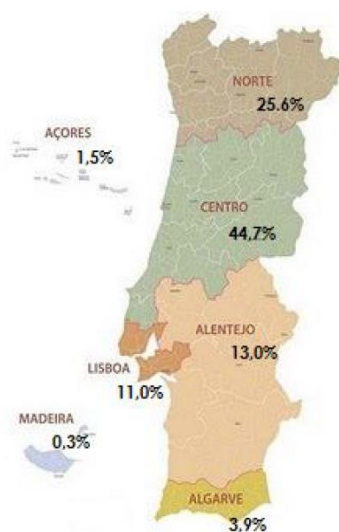 NORTE
25.6%
AÇORES
1,5%
CENTRO
44,7%
ALENTEJO
13,0%
LISBOA
11,0%
MADEIRA
0,3%
ALGARVE
3,9%